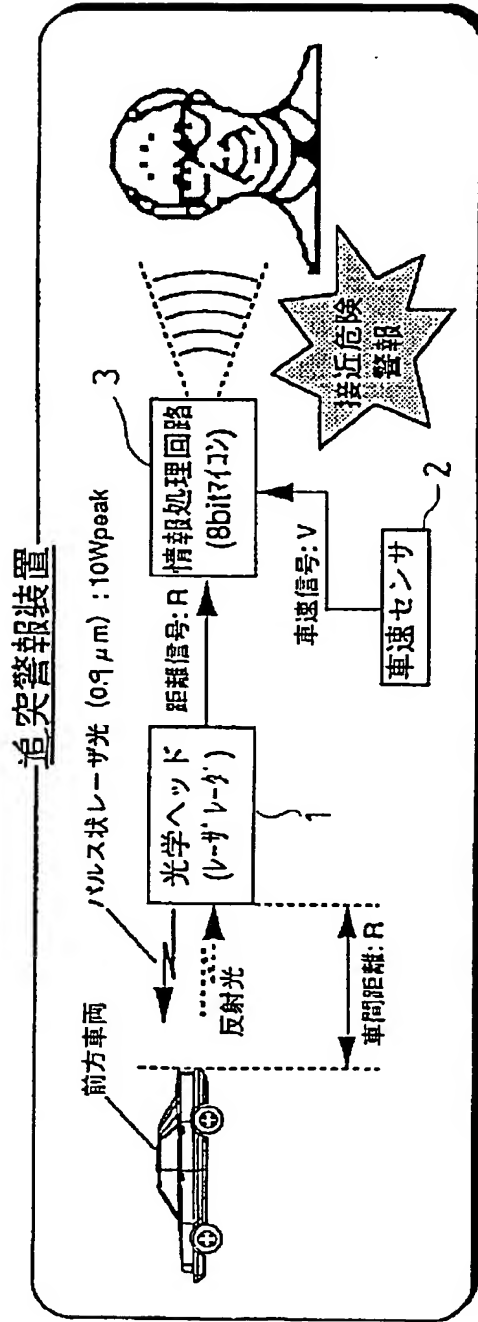 追突警報装置
前方車両
パルス状レーザ光 (0.9μm) : 10Wpeak
反射光
車間距離: R
光学ヘッド
(レーザレーダ)
1
距離信号: R
情報処理回路
(8bitマイコン)
3
車速信号: V
車速センサ
2
接近危険
警報